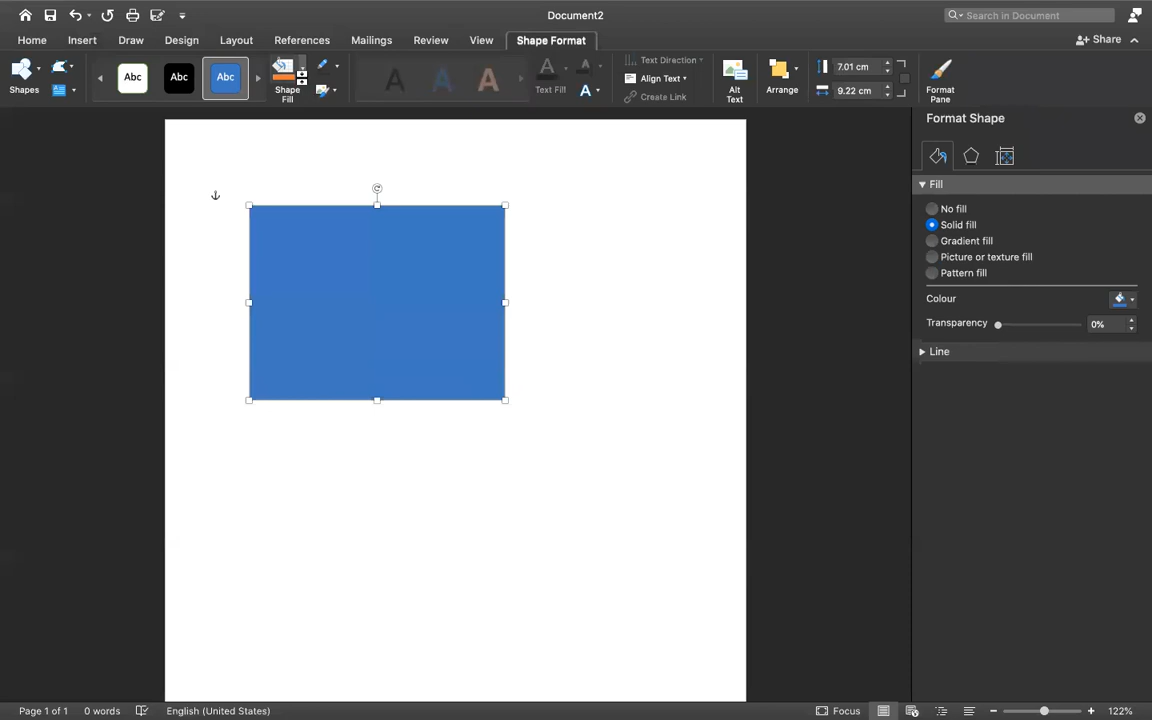 Document2
Search in Document
Home Insert Draw Design Layout References Mailings Review View Shape Format Share
Shapes
Abc Abc Abc
Shape Fill
A A A
Text Fill
Text Direction
Align Text
Create Link
Alt Text
Arrange
7.01 cm
9.22 cm
Format Pane
Format Shape
Fill
No fill
Solid fill
Gradient fill
Picture or texture fill
Pattern fill
Colour
Transparency 0%
Line
Page 1 of 1 0 words English (United States) Focus 122%